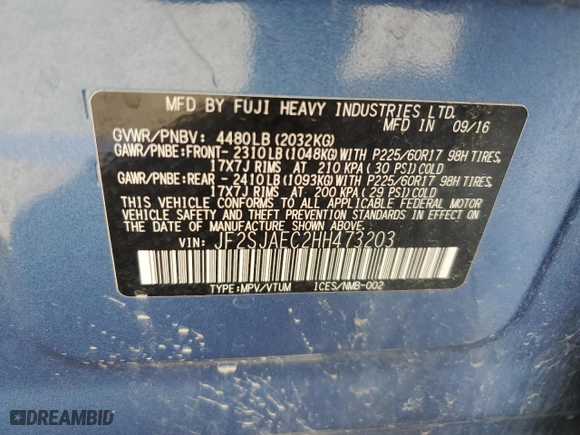 MFD BY FUJI HEAVY INDUSTRIES LTD.
MFD IN 09/16
GVWR/PNBV: 4480LB (2032KG)
GAWR/PNBE:FRONT-2310LB(1048KG)WITH P225/60R17 98H TIRES,
17X7J RIMS AT 210 KPA (30 PSI)COLD
GAWR/PNBE:REAR -2410LB(1093KG)WITH P225/60R17 98H TIRES,
17X7J RIMS AT 200 KPA (29 PSI)COLD
THIS VEHICLE CONFORMS TO ALL APPLICABLE FEDERAL MOTOR
VEHICLE SAFETY AND THEFT PREVENTION STANDARDS IN EFFECT ON
THE DATE OF MANUFACTURE SHOWN ABOVE.
VIN: JF2SJAEC2HH473203
TYPE:MPV/VTUM ICES/NMB-002
DREAMBID